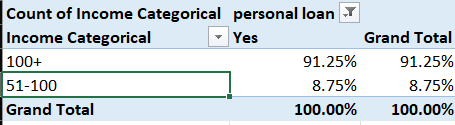 Count of Income Categorical personal loan
Income Categorical Yes Grand Total
100+ 91.25% 91.25%
51-100 8.75% 8.75%
Grand Total 100.00% 100.00%